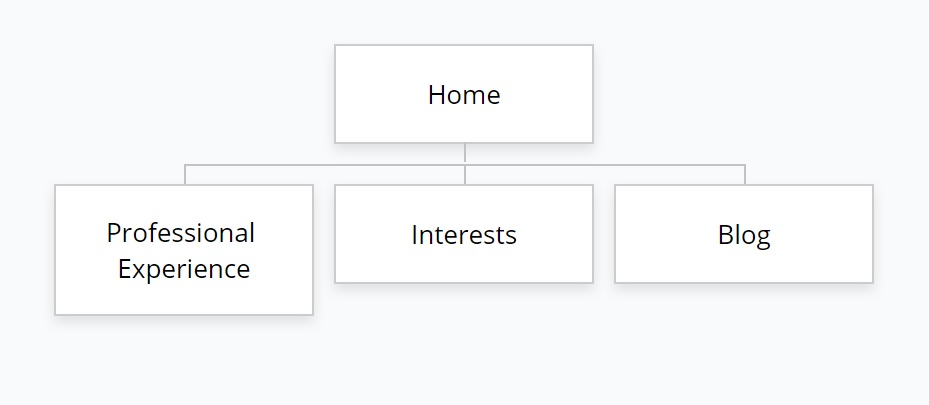 Home
Professional
Experience
Interests
Blog